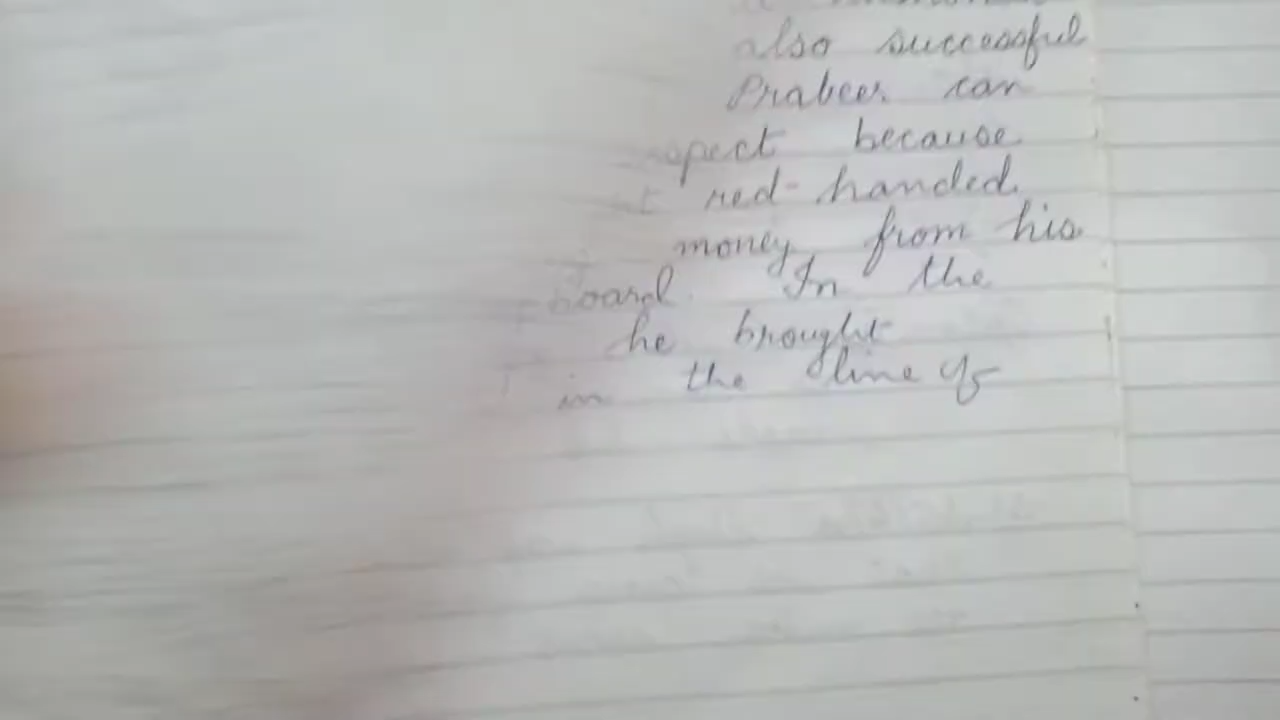 also successful
Prabeer can
because
red-handed.
money from his
board. In the
he brought
in the line of